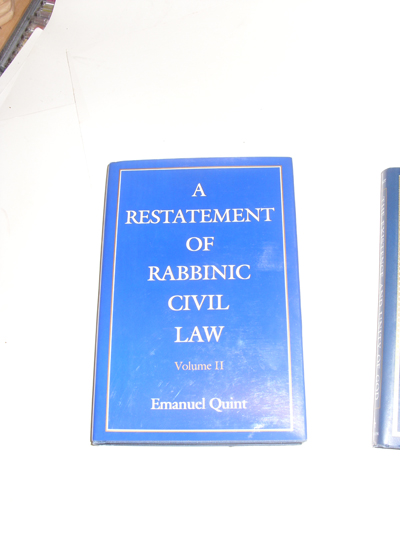 A
RESTATEMENT
OF
RABBINIC
CIVIL
LAW
Volume II
Emanuel Quint